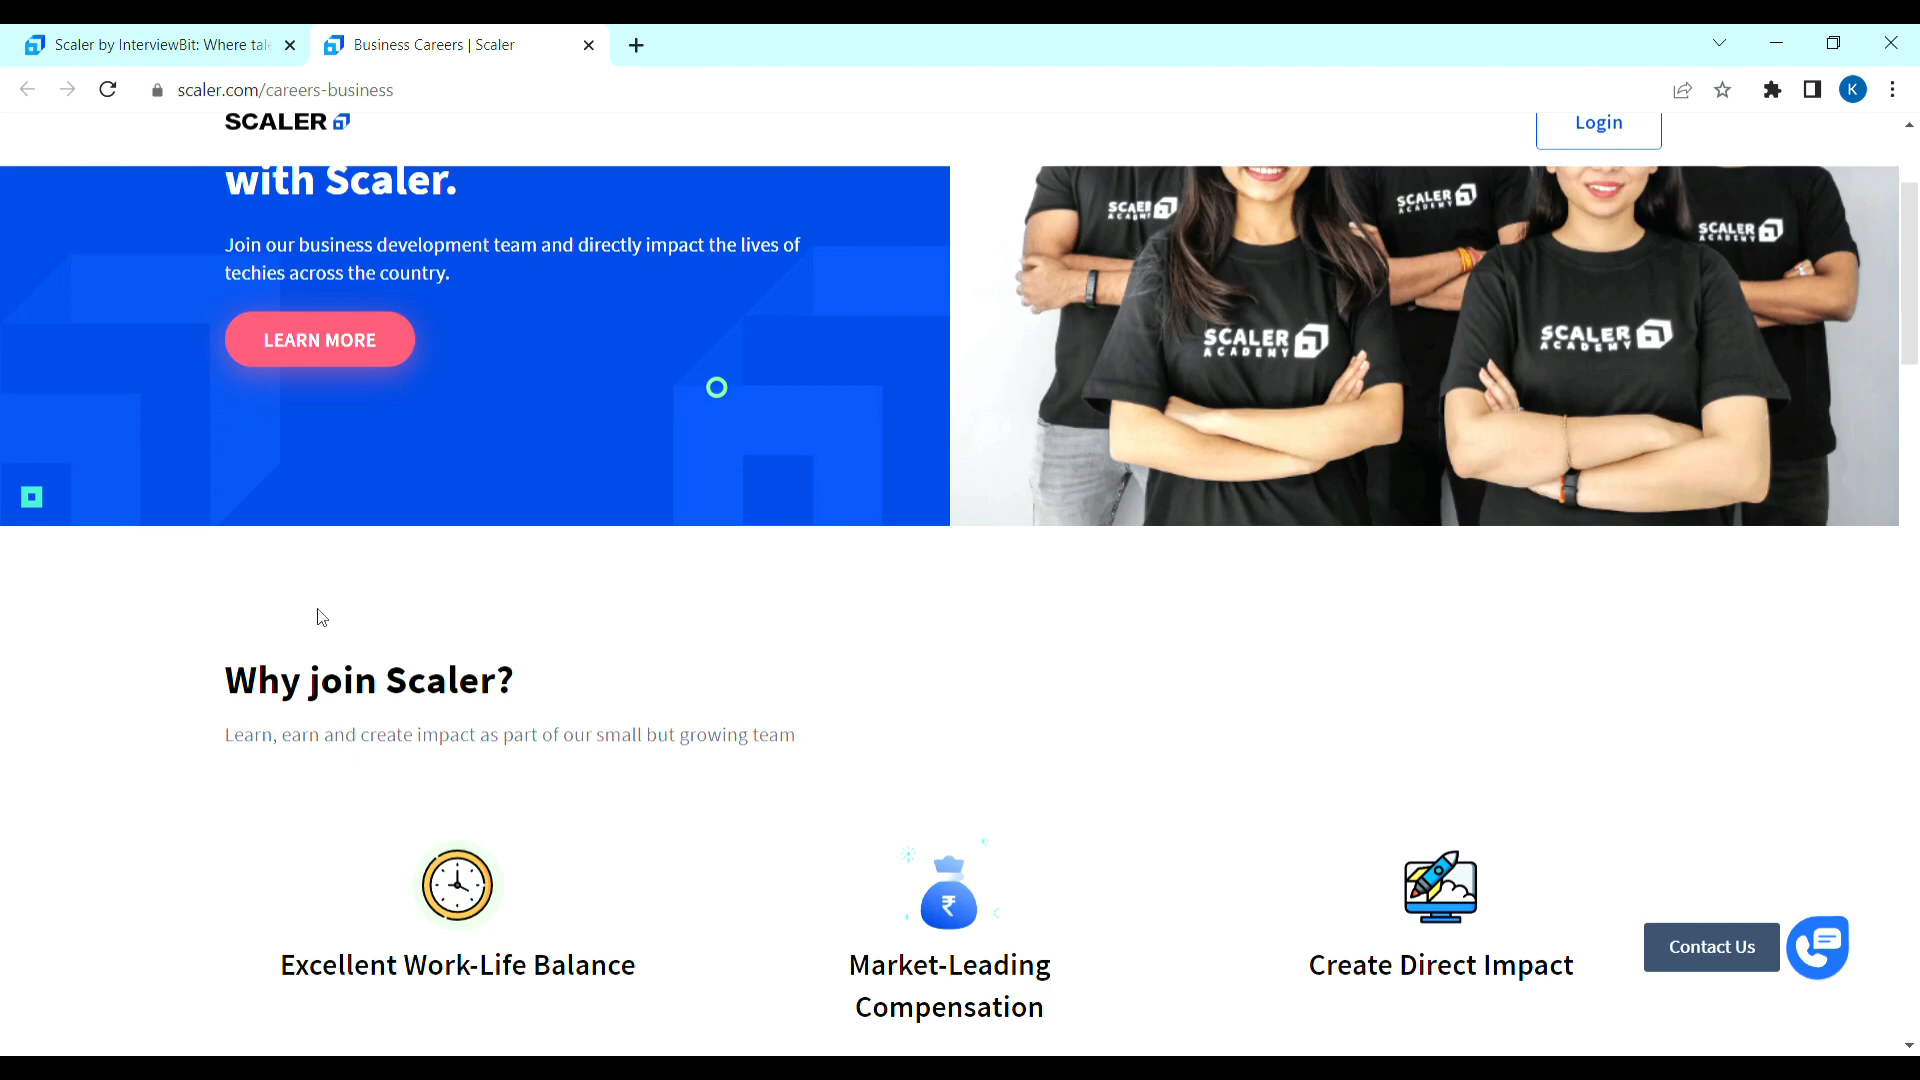 Scaler by InterviewBit: Where tale
Business Careers | Scaler
scaler.com/careers-business
K
SCALER
Login
with Scaler.
Join our business development team and directly impact the lives of
techies across the country.
LEARN MORE
SCALER
ACADEMY
SCALER
ACADEMY
SCALER
ACADEMY
SCALER
ACADEMY
SCALER
ACADEMY
Why join Scaler?
Learn, earn and create impact as part of our small but growing team
₹
Excellent Work-Life Balance
Market-Leading
Compensation
Create Direct Impact
Contact Us